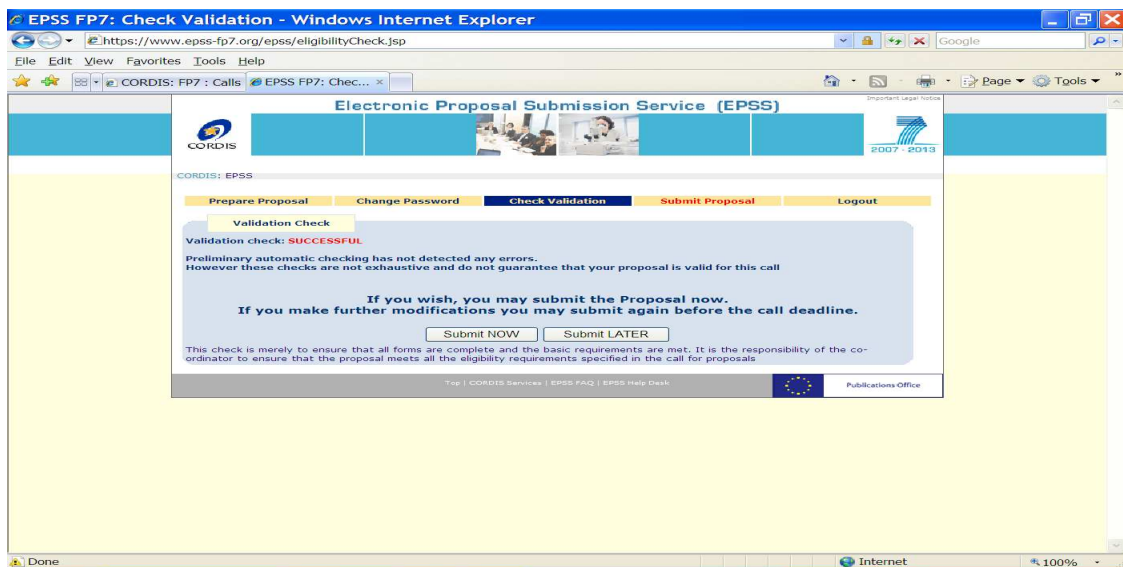 EPSS FP7: Check Validation - Windows Internet Explorer
https://www.epss-fp7.org/epss/eligibilityCheck.jsp
Google
File Edit View Favorites Tools Help
CORDIS: FP7 : Calls
EPSS FP7: Chec...
Page
Tools
Electronic Proposal Submission Service (EPSS)
Important Legal Notice
CORDIS
2007 - 2013
CORDIS: EPSS
Prepare Proposal Change Password Check Validation Submit Proposal Logout
Validation Check
Validation check: SUCCESSFUL
Preliminary automatic checking has not detected any errors.
However these checks are not exhaustive and do not guarantee that your proposal is valid for this call
If you wish, you may submit the Proposal now.
If you make further modifications you may submit again before the call deadline.
Submit NOW Submit LATER
This check is merely to ensure that all forms are complete and the basic requirements are met. It is the responsibility of the co-
ordinator to ensure that the proposal meets all the eligibility requirements specified in the call for proposals
Top | CORDIS Services | EPSS FAQ | EPSS Help Desk
Publications Office
Done
Internet
100%